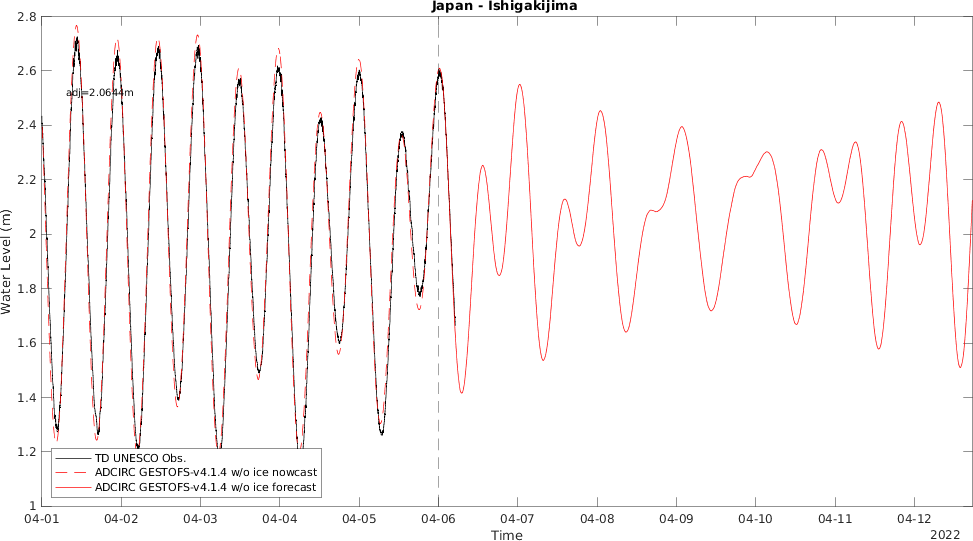 Japan - Ishigakijima
2.8
2.6
2.4
2.2
2
1.8
1.6
1.4
1.2
1
Water Level (m)
adj=2.0644m
TD UNESCO Obs.
ADCIRC GESTOFS-v4.1.4 w/o ice nowcast
ADCIRC GESTOFS-v4.1.4 w/o ice forecast
04-01 04-02 04-03 04-04 04-05 04-06 04-07 04-08 04-09 04-10 04-11 04-12
Time
2022